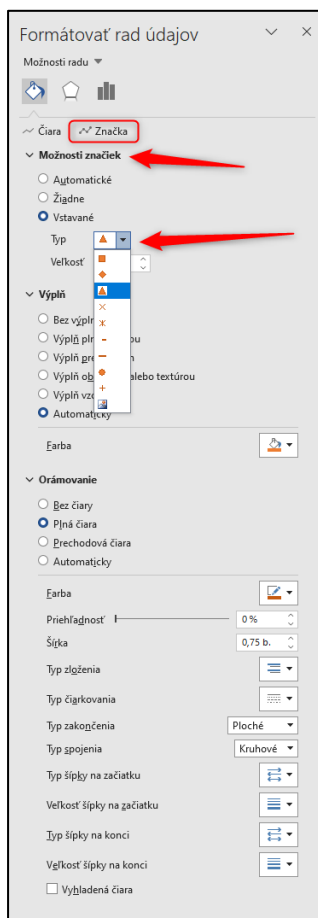 Formátovať rad údajov
Možnosti radu
Čiara Značka
Možnosti značiek
Automatické
Žiadne
Vstavané
Typ
Veľkosť
Výplň
Bez výpln
Výplň pl ou
Výplň pre m
Výplň ob alebo textúrou
Výplň vzo
Automaticky
Farba
Orámovanie
Bez čiary
Plná čiara
Prechodová čiara
Automaticky
Farba
Priehľadnosť 0 %
Šírka 0,75 b.
Typ zloženia
Typ čiarkovania
Typ zakončenia Ploché
Typ spojenia Kruhové
Typ šípky na začiatku
Veľkosť šípky na začiatku
Typ šípky na konci
Veľkosť šípky na konci
Vyhladená čiara